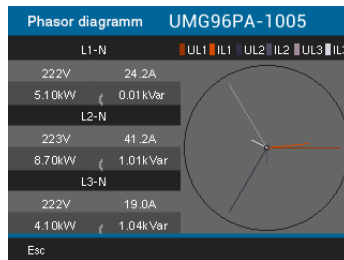 Phasor diagramm UMG96PA-1005
L1-N UL1 IL1 UL2 IL2 UL3 IL3
222V 24.2A
5.10kW 0.01kVar
L2-N
223V 41.2A
8.70kW 1.01kVar
L3-N
222V 19.0A
4.10kW 1.04kVar
Esc